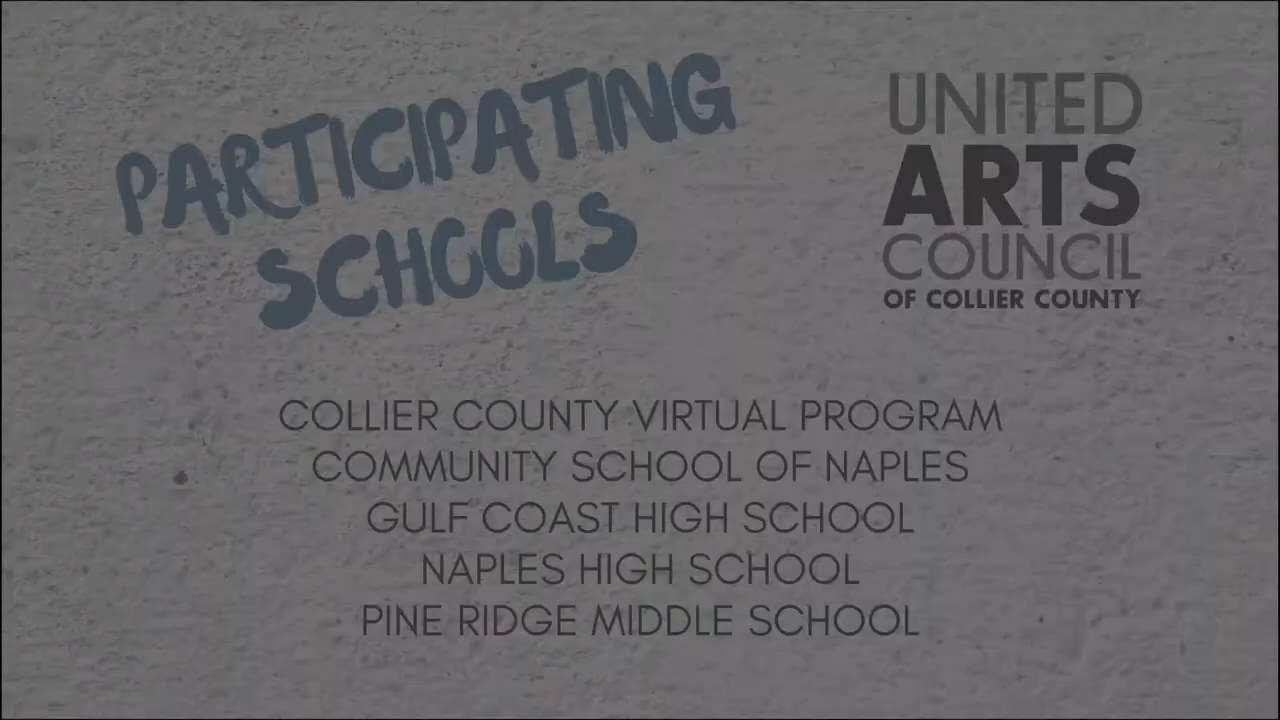 PARTICIPATING
SCHOOLS
UNITED
ARTS
COUNCIL
OF COLLIER COUNTY
COLLIER COUNTY VIRTUAL PROGRAM
COMMUNITY SCHOOL OF NAPLES
GULF COAST HIGH SCHOOL
NAPLES HIGH SCHOOL
PINE RIDGE MIDDLE SCHOOL